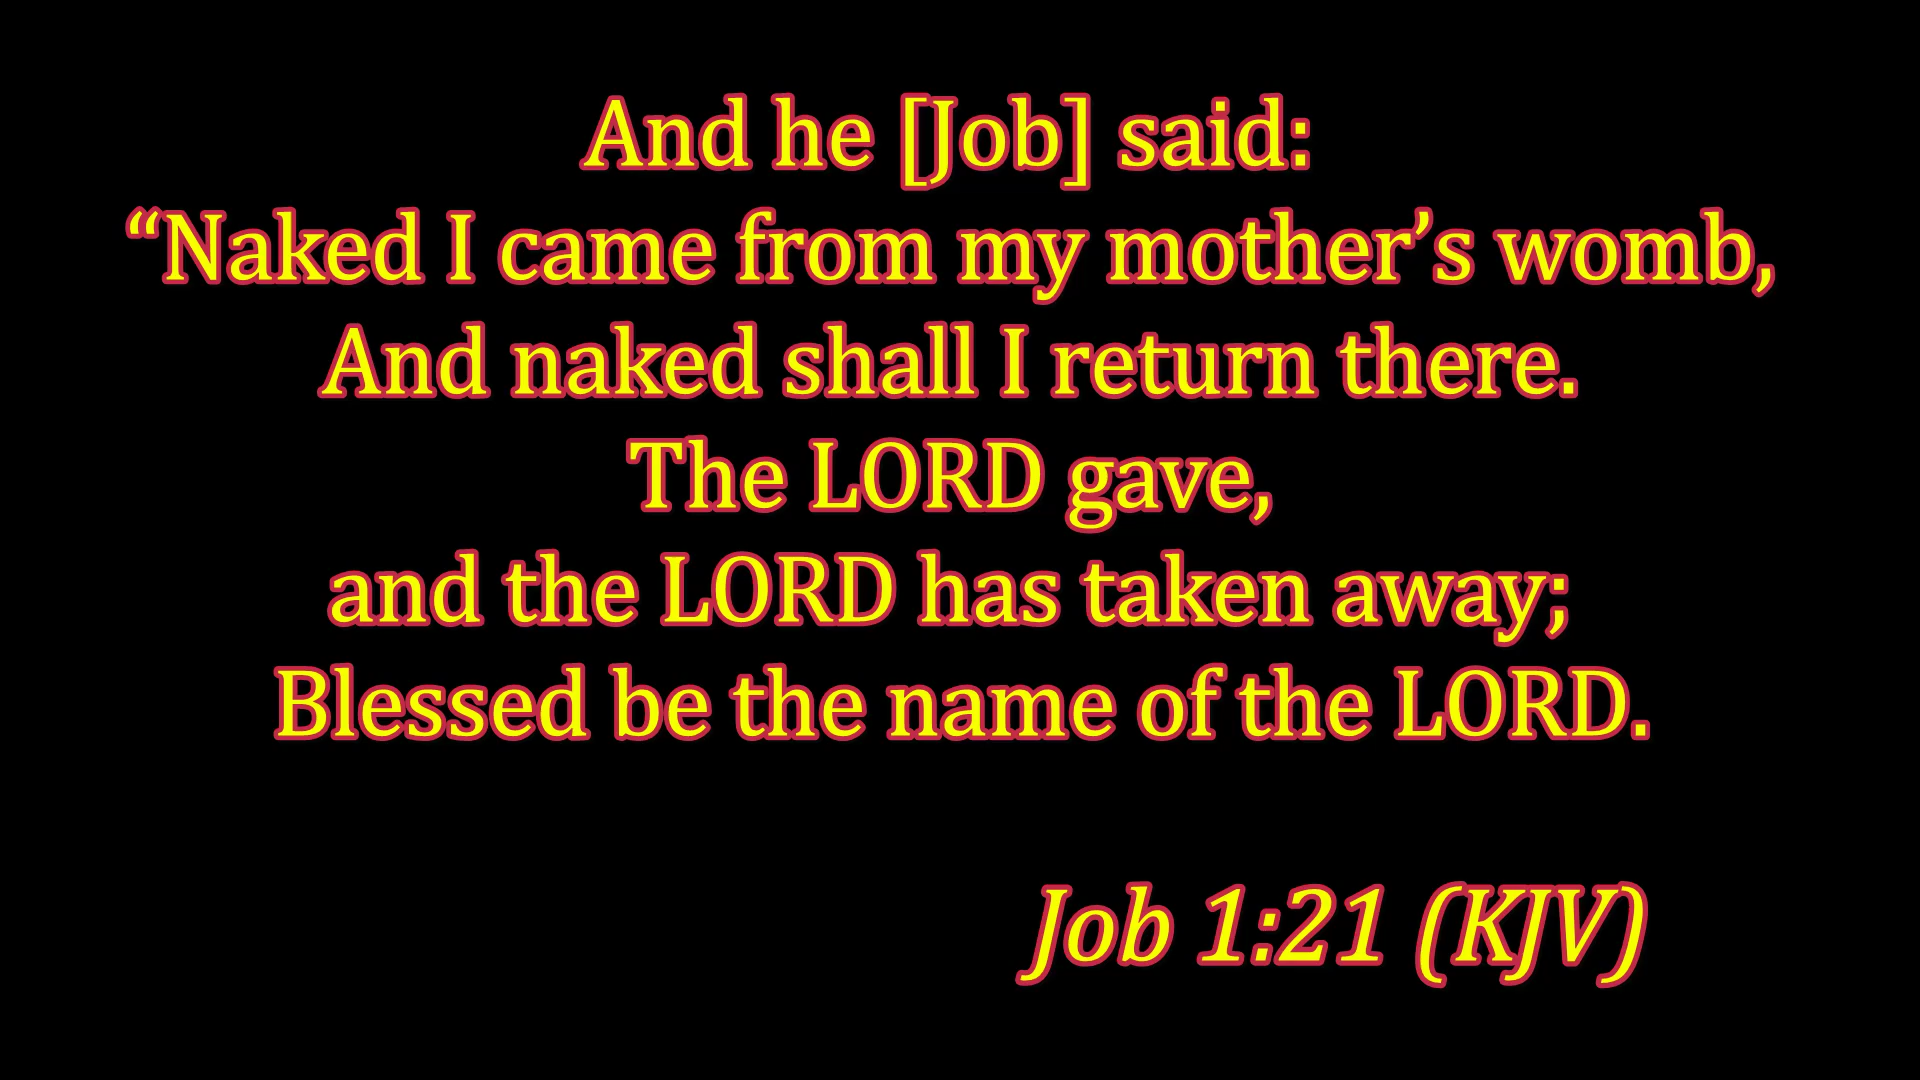 And he [Job] said:
“Naked I came from my mother’s womb,
And naked shall I return there.
The LORD gave,
and the LORD has taken away;
Blessed be the name of the LORD.
Job 1:21 (KJV)